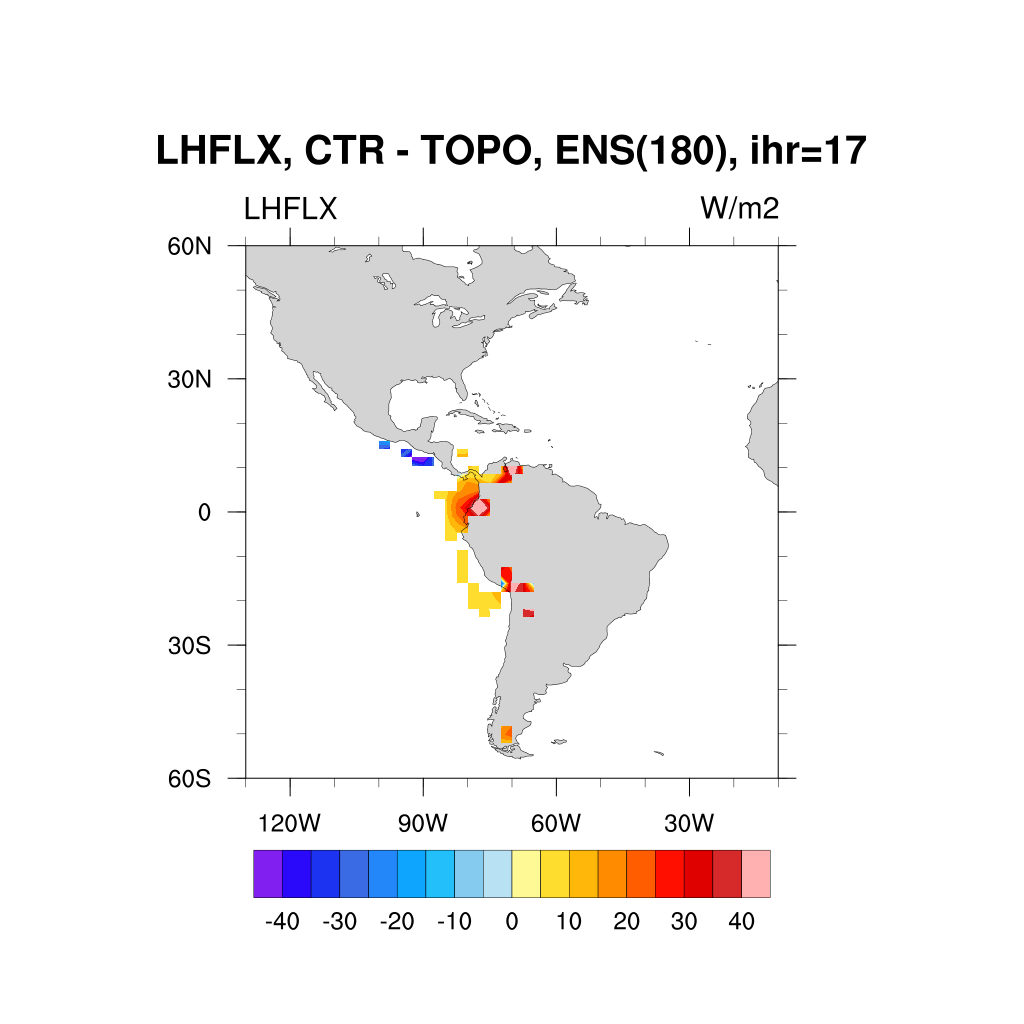 LHFLX, CTR - TOPO, ENS(180), ihr=17
LHFLX W/m2
60N
30N
0
30S
60S
120W 90W 60W 30W
-40 -30 -20 -10 0 10 20 30 40